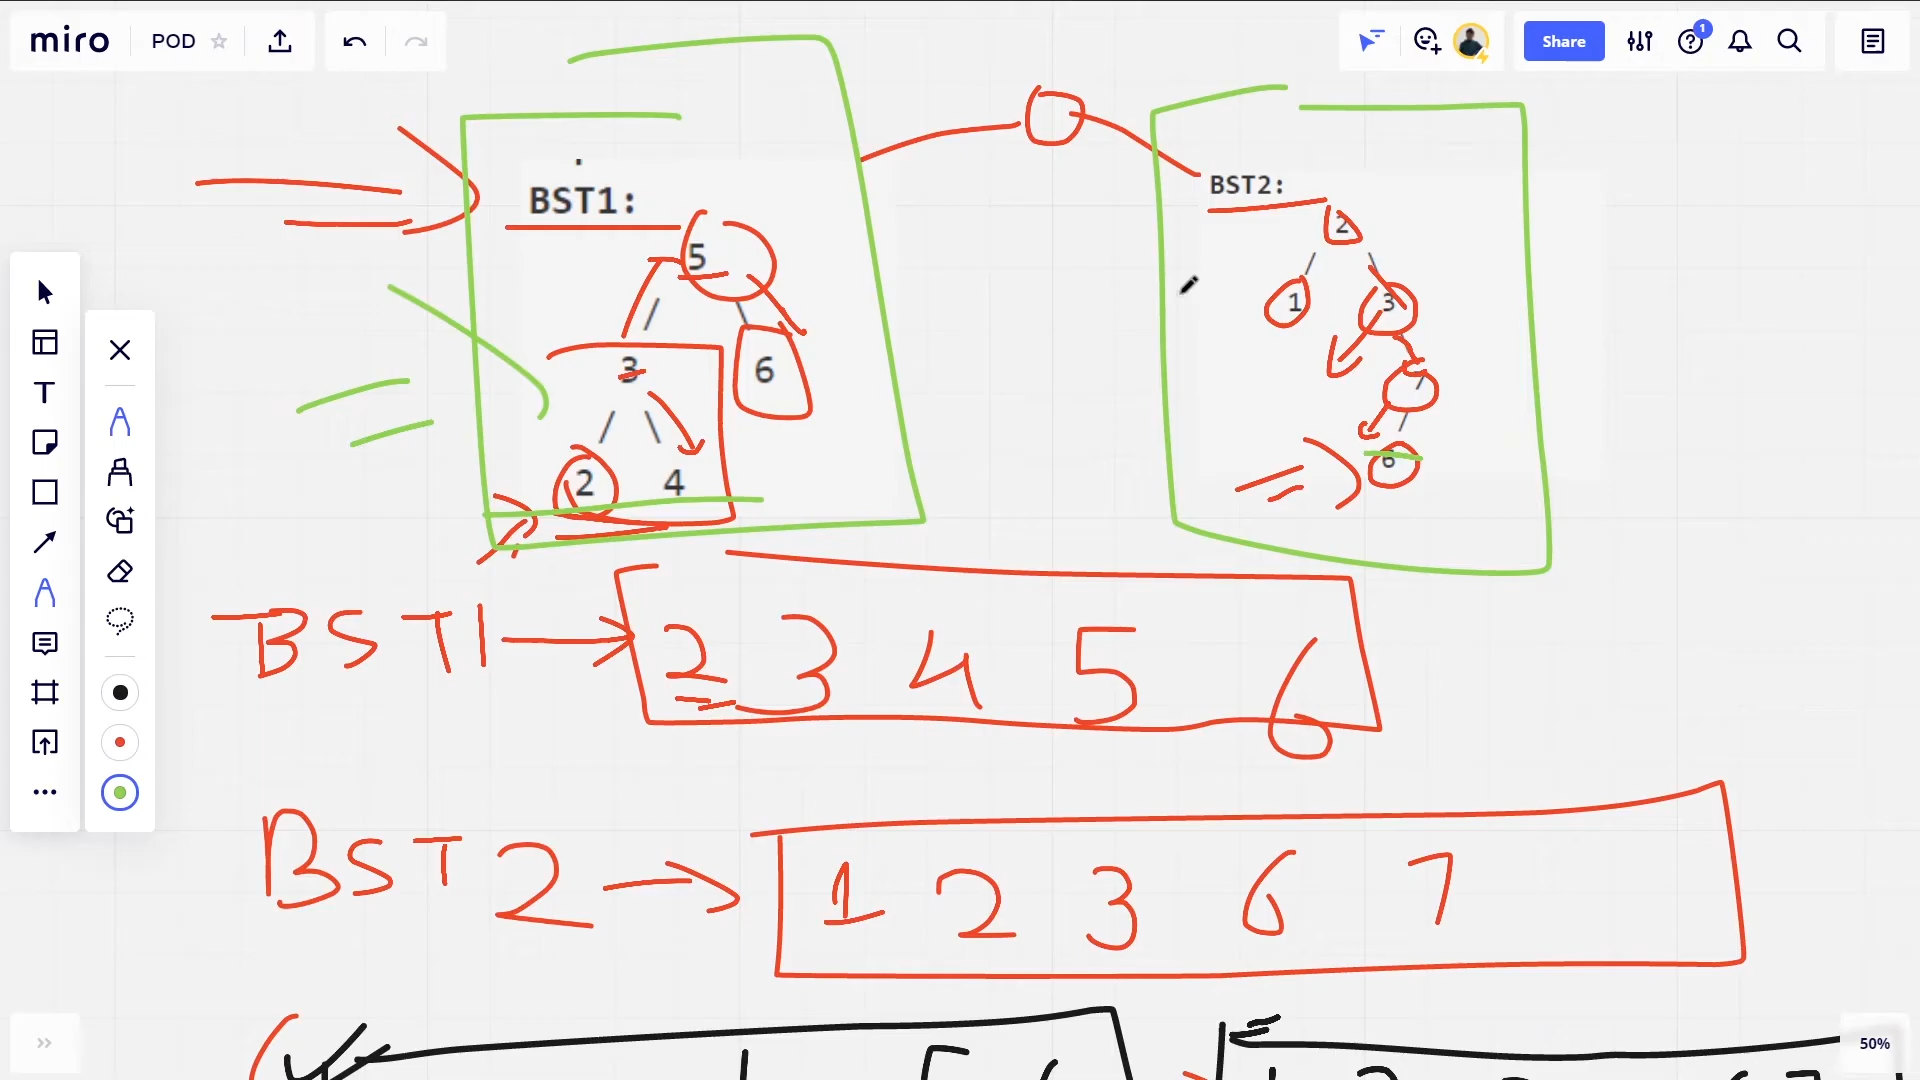 miro POD Share 1
BST1:
BST2:
5
2
/ \
/ \
1 3
3 6
/ \
/
/
2 4
6
BST1 → 2 3 4 5 6
BST2 → 1 2 3 6 7
50%